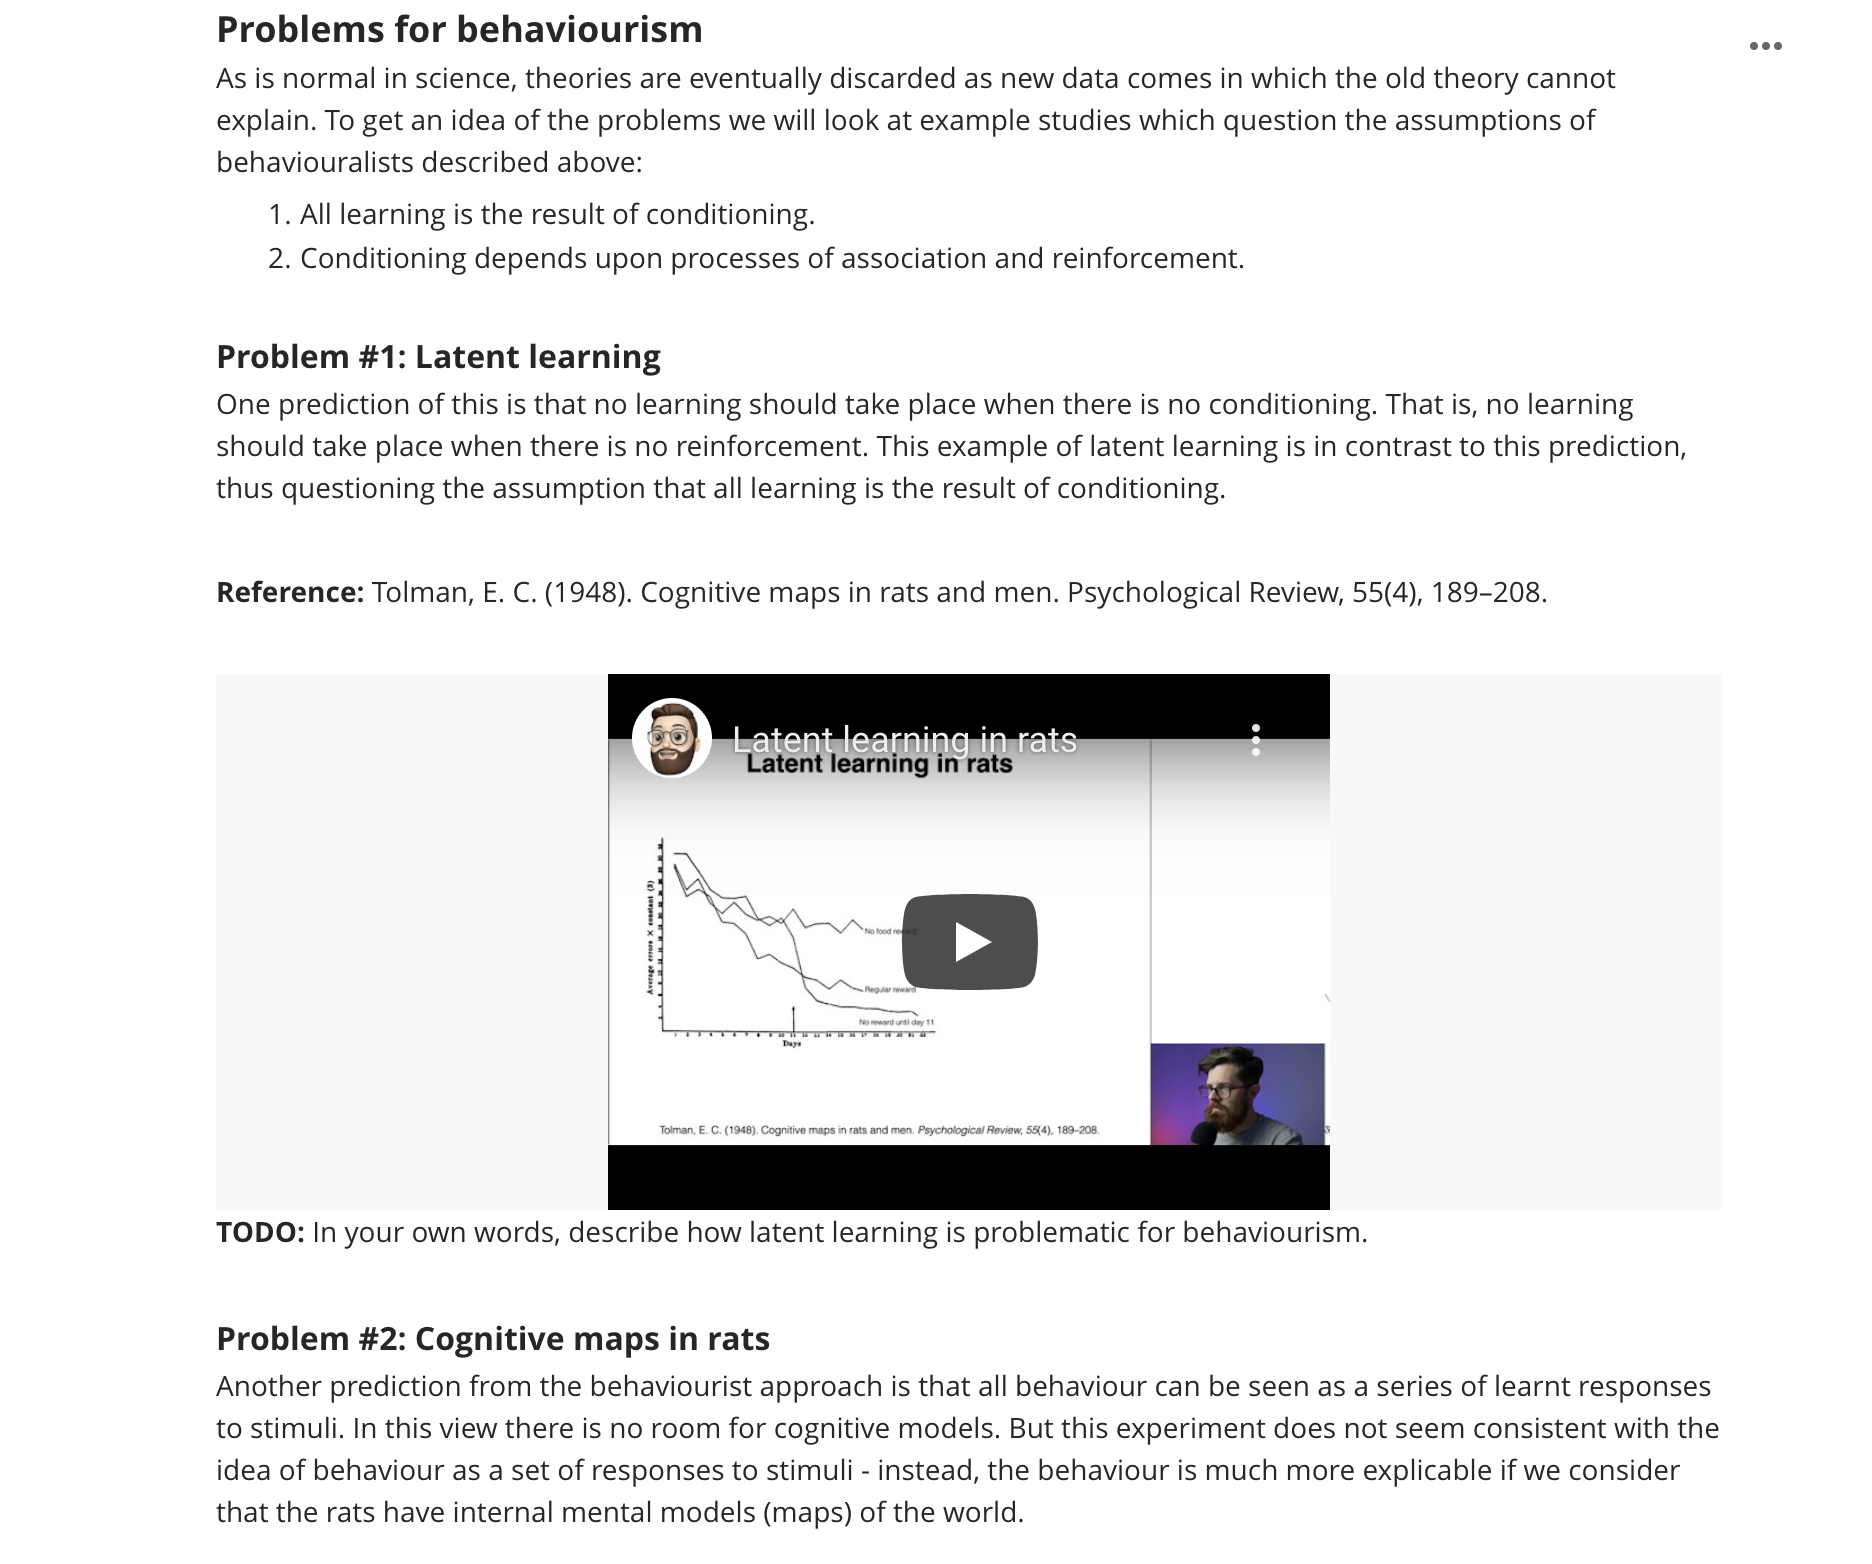 Problems for behaviourism
As is normal in science, theories are eventually discarded as new data comes in which the old theory cannot
explain. To get an idea of the problems we will look at example studies which question the assumptions of
behaviouralists described above:
1. All learning is the result of conditioning.
2. Conditioning depends upon processes of association and reinforcement.
Problem #1: Latent learning
One prediction of this is that no learning should take place when there is no conditioning. That is, no learning
should take place when there is no reinforcement. This example of latent learning is in contrast to this prediction,
thus questioning the assumption that all learning is the result of conditioning.
Reference: Tolman, E. C. (1948). Cognitive maps in rats and men. Psychological Review, 55(4), 189–208.
Latent learning in rats
Latent learning in rats
Average errors X constant (3)
No food reward
Regular reward
No reward until day 11
Days
Tolman, E. C. (1948). Cognitive maps in rats and men. Psychological Review, 55(4), 189–208.
TODO: In your own words, describe how latent learning is problematic for behaviourism.
Problem #2: Cognitive maps in rats
Another prediction from the behaviourist approach is that all behaviour can be seen as a series of learnt responses
to stimuli. In this view there is no room for cognitive models. But this experiment does not seem consistent with the
idea of behaviour as a set of responses to stimuli - instead, the behaviour is much more explicable if we consider
that the rats have internal mental models (maps) of the world.